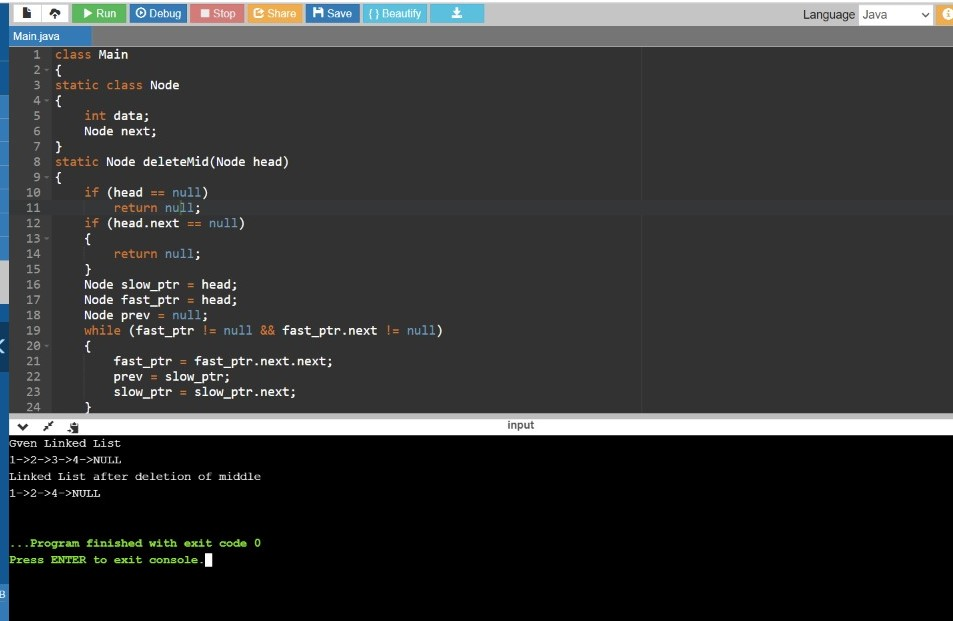 Run Debug Stop Share Save { } Beautify Language Java
Main.java
1 class Main
2 {
3 static class Node
4 {
5 int data;
6 Node next;
7 }
8 static Node deleteMid(Node head)
9 {
10 if (head == null)
11 return null;
12 if (head.next == null)
13 {
14 return null;
15 }
16 Node slow_ptr = head;
17 Node fast_ptr = head;
18 Node prev = null;
19 while (fast_ptr != null && fast_ptr.next != null)
20 {
21 fast_ptr = fast_ptr.next.next;
22 prev = slow_ptr;
23 slow_ptr = slow_ptr.next;
24 }
input
Gven Linked List
1->2->3->4->NULL
Linked List after deletion of middle
1->2->4->NULL
...Program finished with exit code 0
Press ENTER to exit console.
B